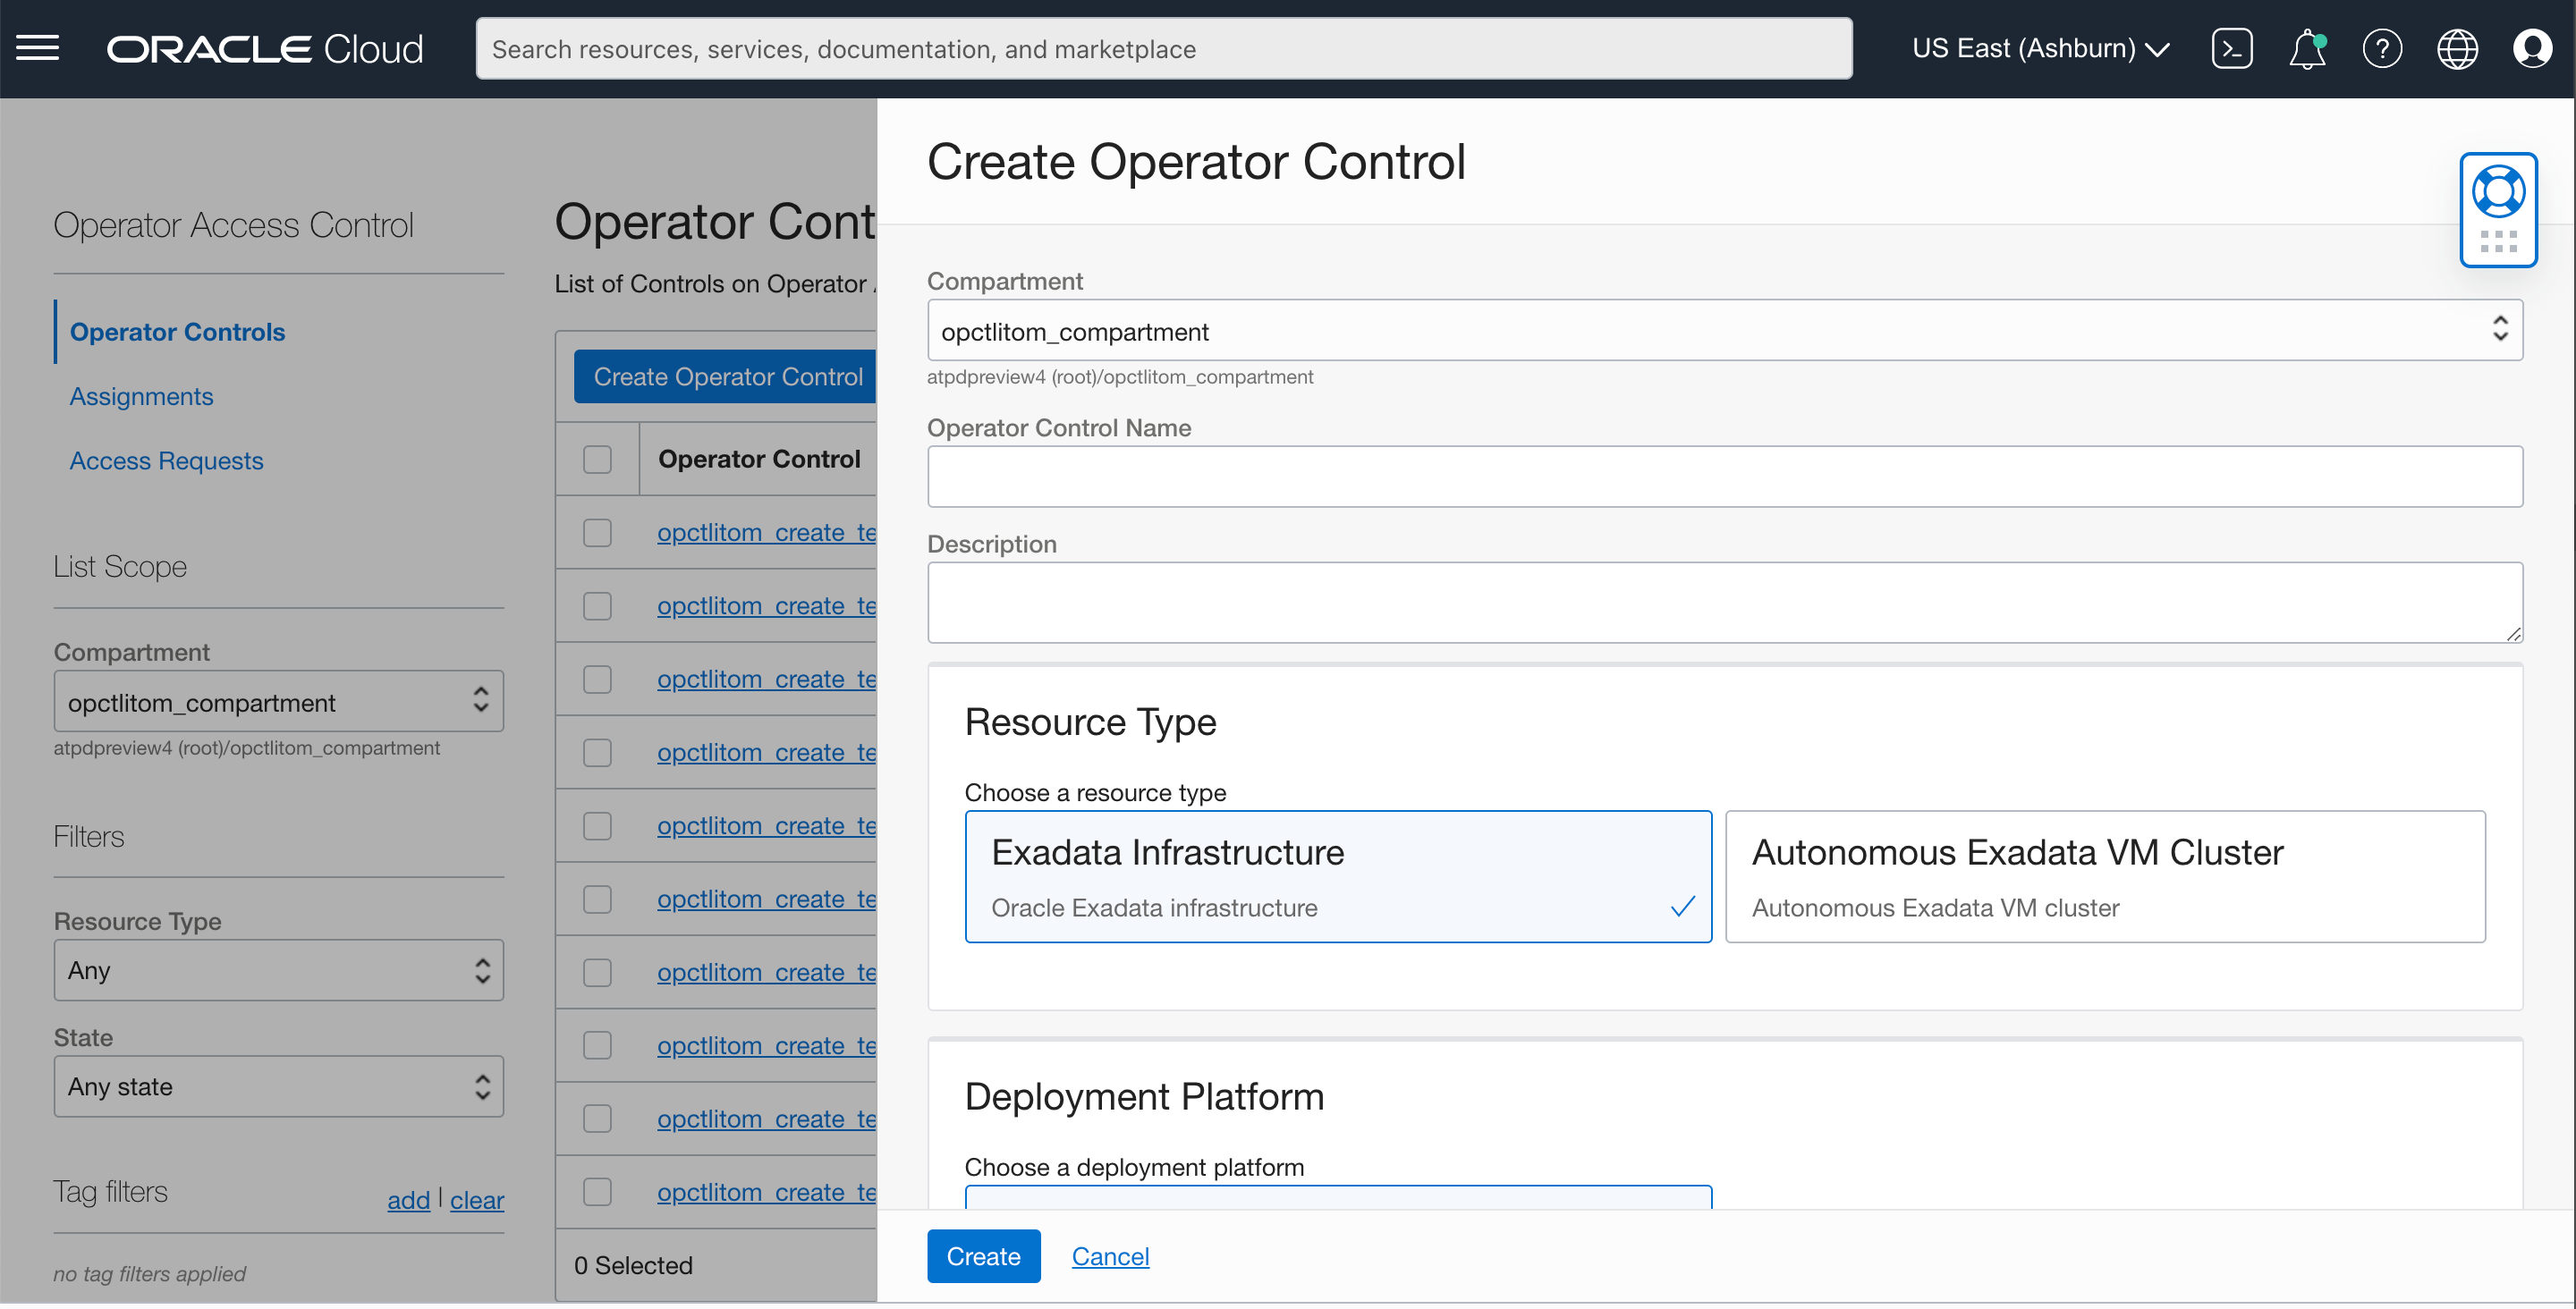 ORACLE Cloud
Search resources, services, documentation, and marketplace
US East (Ashburn)
Operator Access Control
Operator Controls
Assignments
Access Requests
List Scope
Compartment
opctlitom_compartment
atpdpreview4 (root)/opctlitom_compartment
Filters
Resource Type
Any
State
Any state
Tag filters
add | clear
no tag filters applied
Operator Cont
List of Controls on Operator
Create Operator Control
Operator Control
opctlitom_create_te
opctlitom_create_te
opctlitom_create_te
opctlitom_create_te
opctlitom_create_te
opctlitom_create_te
opctlitom_create_te
opctlitom_create_te
opctlitom_create_te
opctlitom_create_te
0 Selected
Create Operator Control
Compartment
opctlitom_compartment
atpdpreview4 (root)/opctlitom_compartment
Operator Control Name
Description
Resource Type
Choose a resource type
Exadata Infrastructure
Oracle Exadata infrastructure
Autonomous Exadata VM Cluster
Autonomous Exadata VM cluster
Deployment Platform
Choose a deployment platform
Create
Cancel